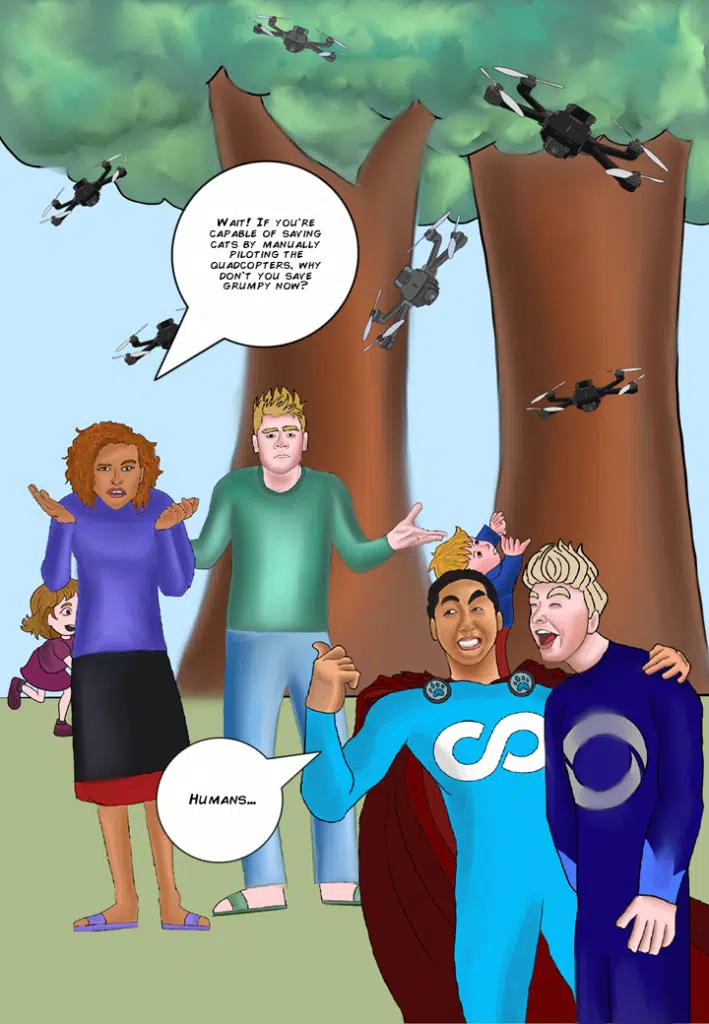 Wait! If you're
capable of saving
cats by manually
piloting the
quadcopters, why
don't you save
Grumpy now?
Humans...